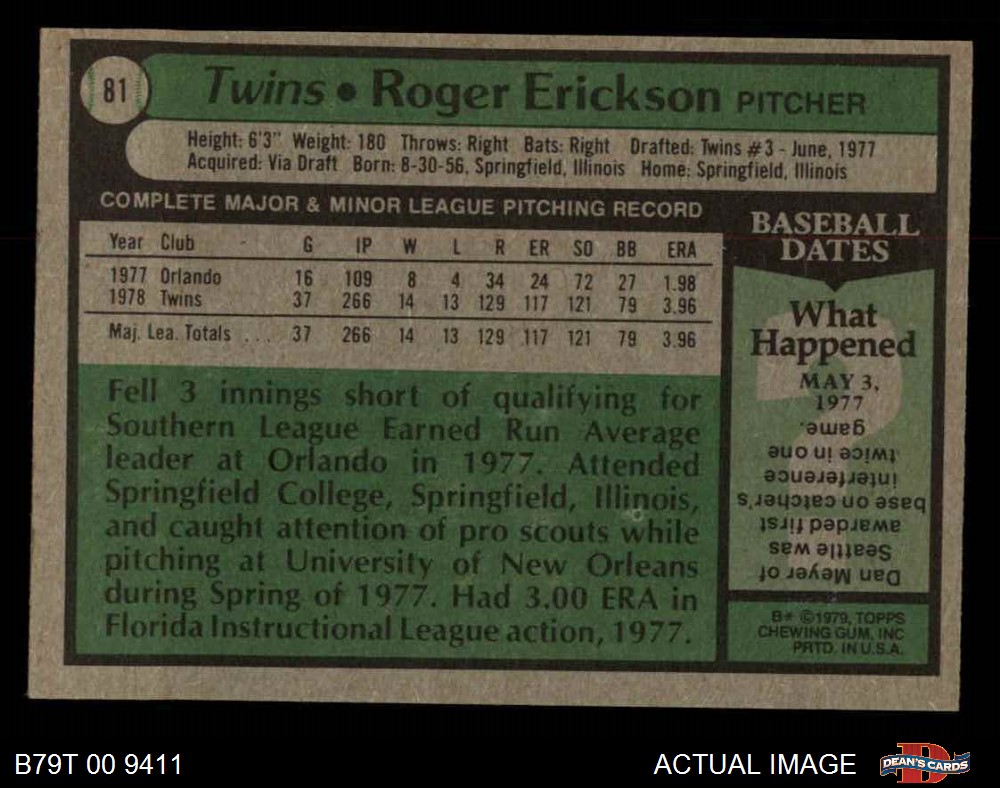 81
Twins • Roger Erickson PITCHER
Height: 6'3" Weight: 180 Throws: Right Bats: Right Drafted: Twins #3 - June, 1977
Acquired: Via Draft Born: 8-30-56, Springfield, Illinois Home: Springfield, Illinois
COMPLETE MAJOR & MINOR LEAGUE PITCHING RECORD
Year Club G IP W L R ER SO BB ERA
1977 Orlando 16 109 8 4 34 24 72 27 1.98
1978 Twins 37 266 14 13 129 117 121 79 3.96
Maj. Lea. Totals ... 37 266 14 13 129 117 121 79 3.96
Fell 3 innings short of qualifying for
Southern League Earned Run Average
leader at Orlando in 1977. Attended
Springfield College, Springfield, Illinois,
and caught attention of pro scouts while
pitching at University of New Orleans
during Spring of 1977. Had 3.00 ERA in
Florida Instructional League action, 1977.
BASEBALL
DATES
What
Happened
MAY 3,
1977
?
Dan Meyer of
Seattle was
awarded first
base on catcher's
interference
twice in one
game.
B* ©1979, TOPPS
CHEWING GUM, INC
PRTD. IN U.S.A.
B79T 00 9411
ACTUAL IMAGE
D
DEAN'S CARDS